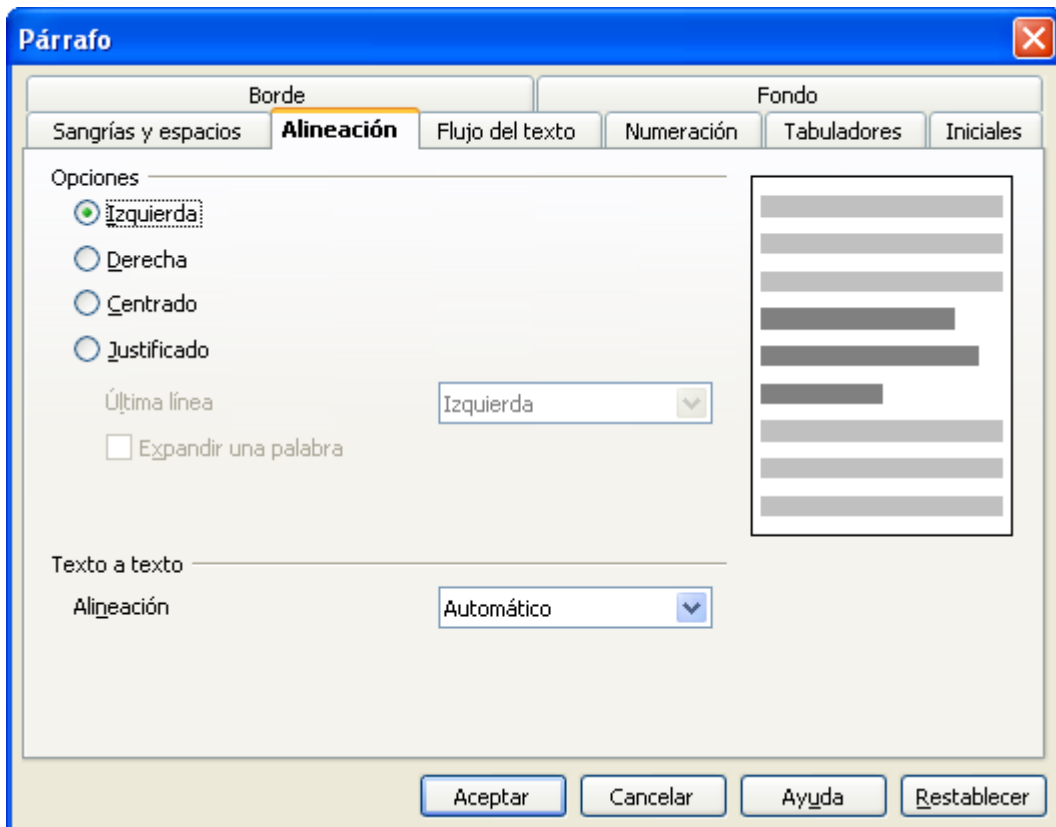 Párrafo
Borde Fondo
Sangrías y espacios Alineación Flujo del texto Numeración Tabuladores Iniciales
Opciones
Izquierda
Derecha
Centrado
Justificado
Última línea Izquierda
Expandir una palabra
Texto a texto
Alineación Automático
Aceptar Cancelar Ayuda Restablecer